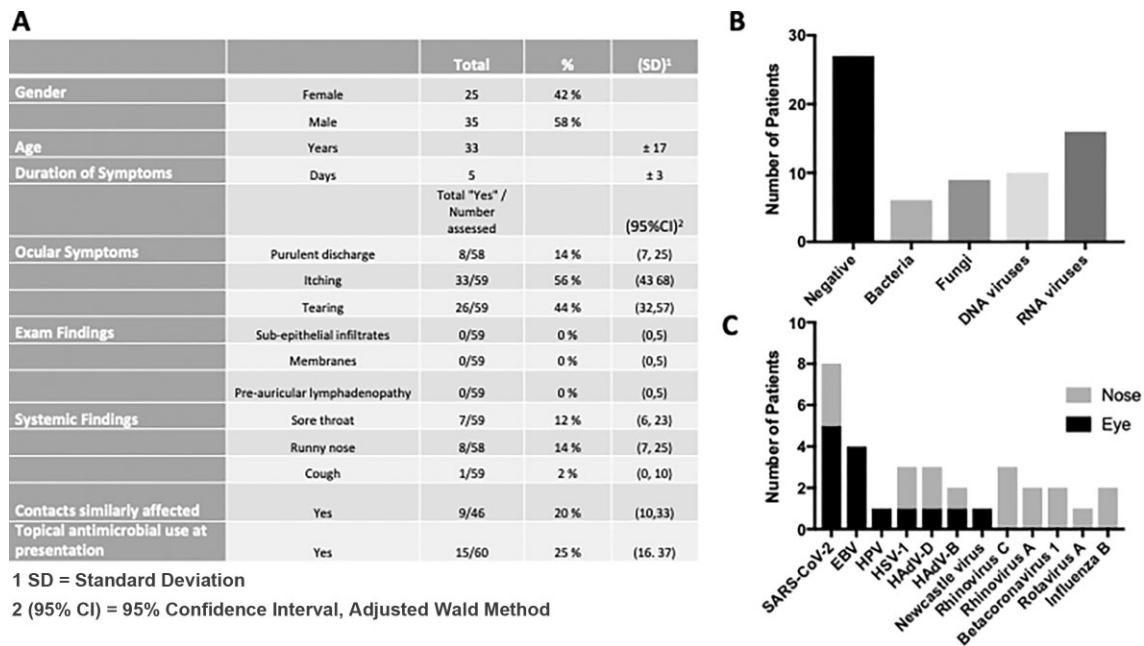 A
Total % (SD)1
Gender Female 25 42 %
Male 35 58 %
Age Years 33 ± 17
Duration of Symptoms Days 5 ± 3
Total "Yes" /
Number
assessed (95%CI)2
Ocular Symptoms Purulent discharge 8/58 14 % (7, 25)
Itching 33/59 56 % (43 68)
Tearing 26/59 44 % (32,57)
Exam Findings Sub-epithelial infiltrates 0/59 0 % (0,5)
Membranes 0/59 0 % (0,5)
Pre-auricular lymphadenopathy 0/59 0 % (0,5)
Systemic Findings Sore throat 7/59 12 % (6, 23)
Runny nose 8/58 14 % (7, 25)
Cough 1/59 2 % (0, 10)
Contacts similarly affected Yes 9/46 20 % (10,33)
Topical antimicrobial use at
presentation Yes 15/60 25 % (16. 37)
1 SD = Standard Deviation
2 (95% CI) = 95% Confidence Interval, Adjusted Wald Method
B
Number of Patients
30
20
10
0
Negative
Bacteria
Fungi
DNA viruses
RNA viruses
C
Number of Patients
10
8
6
4
2
0
Nose
Eye
SARS-CoV-2
EBV
HPV
HSV-1
HAdV-D
HAdV-B
Newcastle virus
Rhinovirus C
Rhinovirus A
Betacoronavirus 1
Rotavirus A
Influenza B